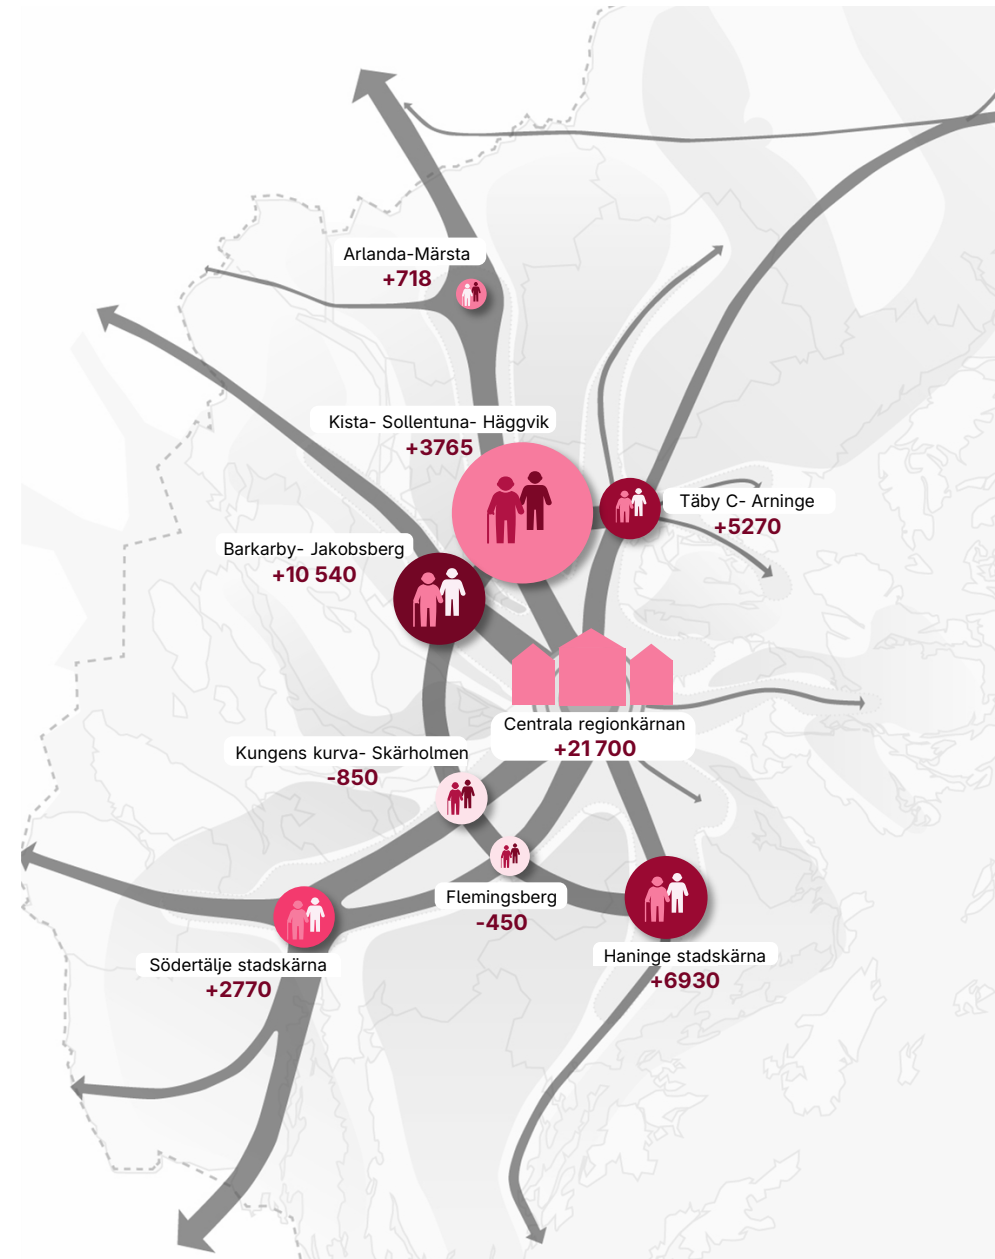 Arlanda-Märsta
+718
Kista- Sollentuna- Häggvik
+3765
Täby C- Arninge
+5270
Barkarby- Jakobsberg
+10 540
Centrala regionkärnan
+21 700
Kungens kurva- Skärholmen
-850
Flemingsberg
-450
Haninge stadskärna
+6930
Södertälje stadskärna
+2770